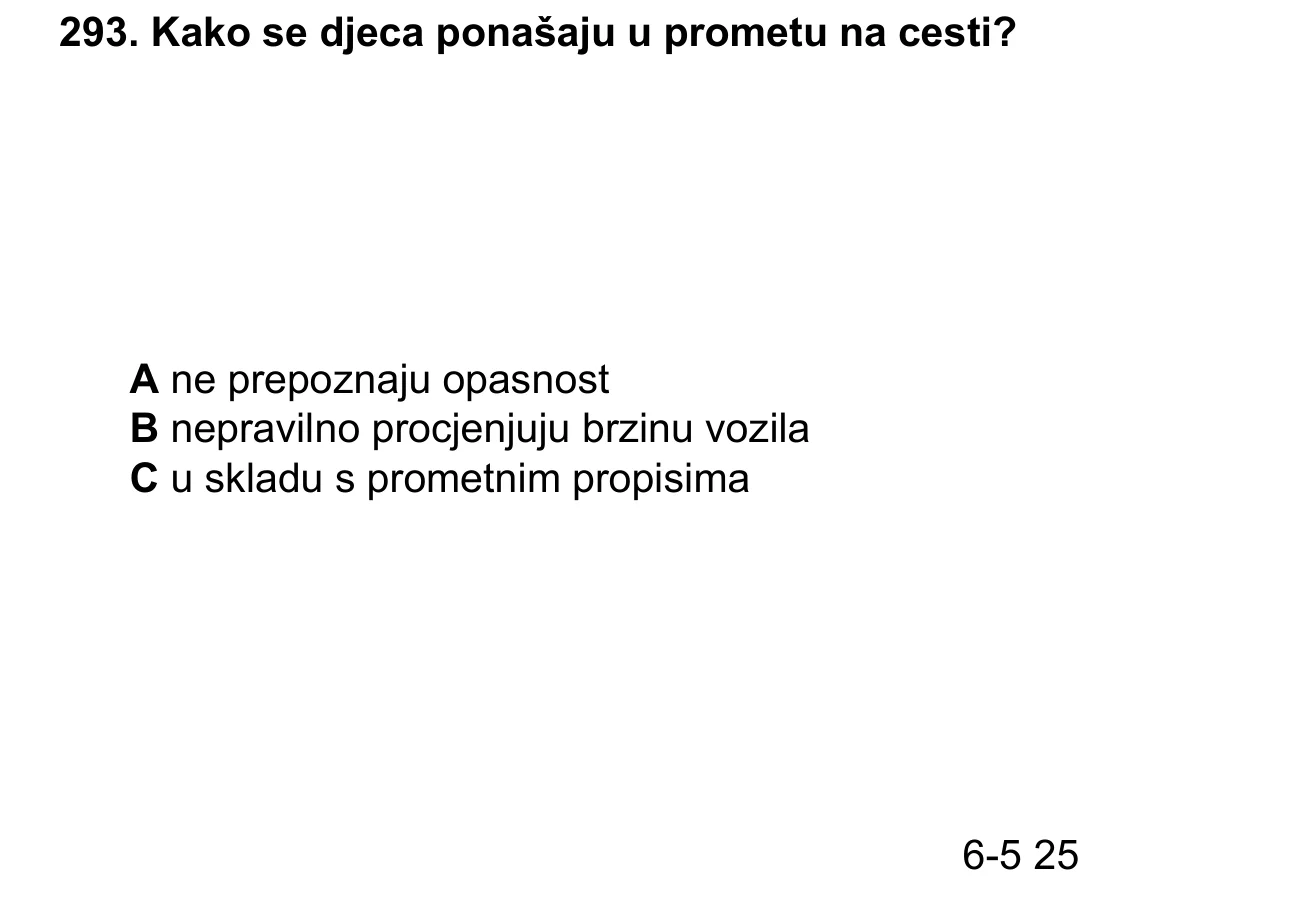 293. Kako se djeca ponašaju u prometu na cesti?
A ne prepoznaju opasnost
B nepravilno procjenjuju brzinu vozila
C u skladu s prometnim propisima
6-5 25